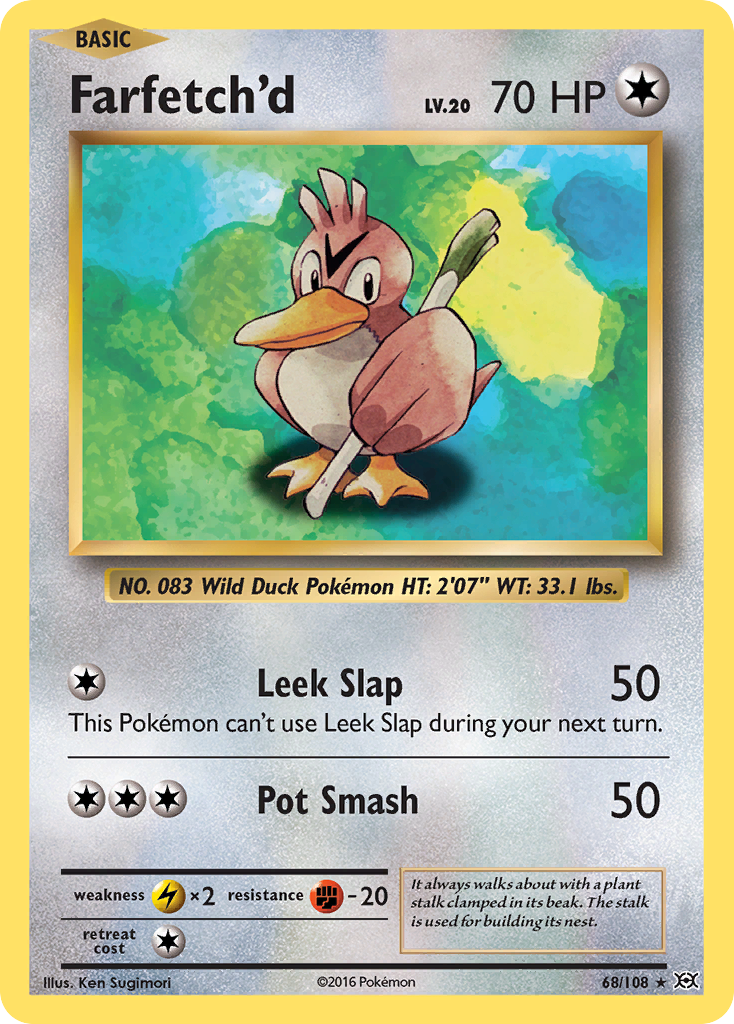 BASIC
Farfetch’d LV.20 70 HP
NO. 083 Wild Duck Pokémon HT: 2'07" WT: 33.1 lbs.
Leek Slap 50
This Pokémon can’t use Leek Slap during your next turn.
Pot Smash 50
weakness ×2 resistance -20
retreat
cost
It always walks about with a plant
stalk clamped in its beak. The stalk
is used for building its nest.
Illus. Ken Sugimori ©2016 Pokémon 68/108 ★